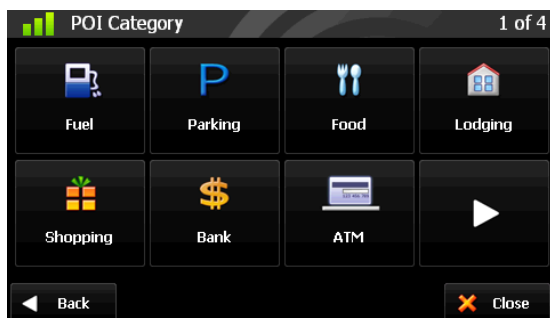 POI Category 1 of 4
Fuel Parking Food Lodging
Shopping Bank ATM
Back Close